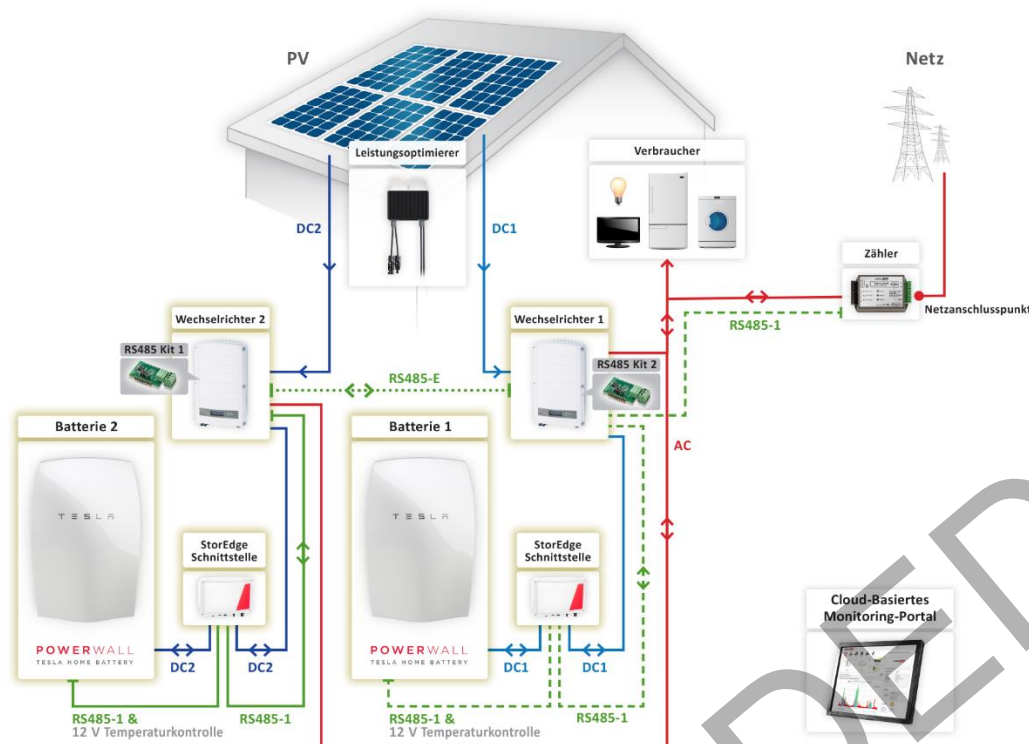 PV
Netz
Leistungsoptimierer
Verbraucher
DC2
DC1
Zähler
Netzanschlusspunkt
RS485-1
Wechselrichter 2
Wechselrichter 1
RS485 Kit 1
RS485 Kit 2
RS485-E
Batterie 2
Batterie 1
AC
TESLA
TESLA
StorEdge
Schnittstelle
StorEdge
Schnittstelle
Cloud-Basiertes
Monitoring-Portal
POWERWALL
TESLA HOME BATTERY
DC2
DC2
POWERWALL
TESLA HOME BATTERY
DC1
DC1
RS485-1 &
12 V Temperaturkontrolle
RS485-1
RS485-1 &
12 V Temperaturkontrolle
RS485-1